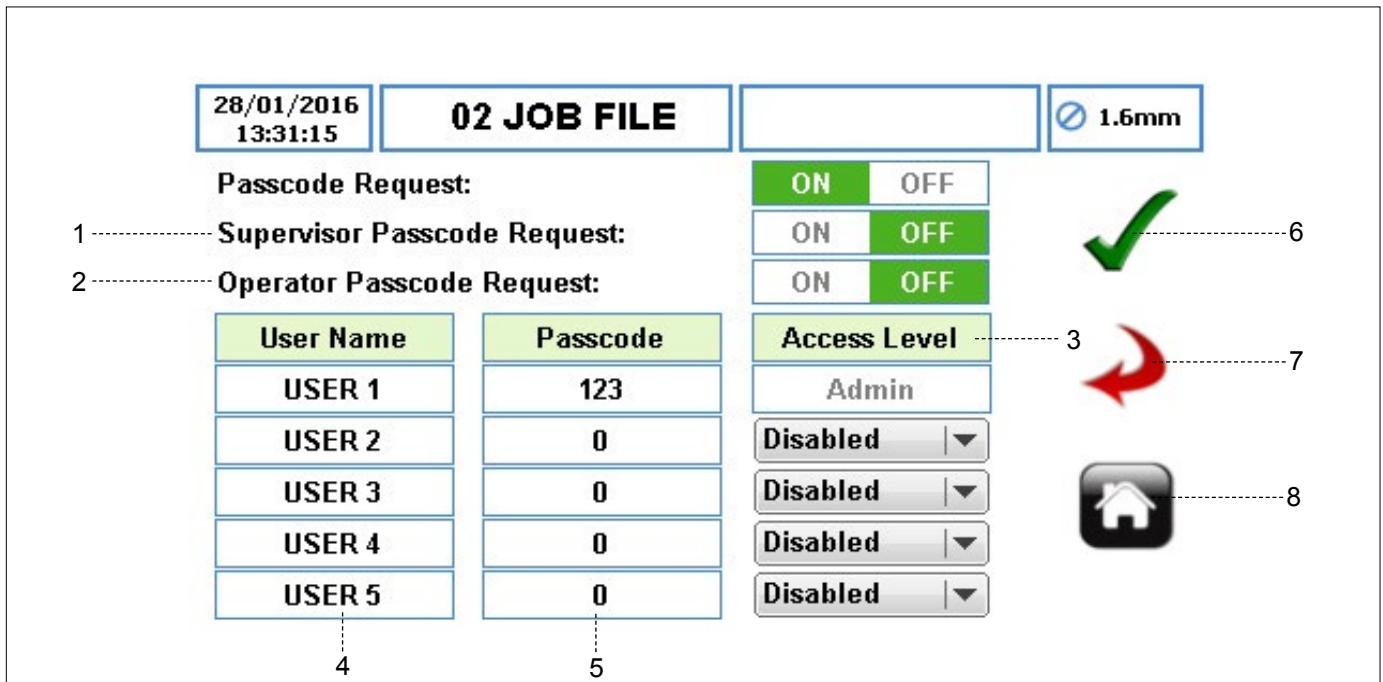 28/01/2016
13:31:15
02 JOB FILE
1.6mm
Passcode Request:
ON OFF
1 Supervisor Passcode Request:
ON OFF
6
2 Operator Passcode Request:
ON OFF
User Name Passcode Access Level 3
7
USER 1 123 Admin
USER 2 0 Disabled
USER 3 0 Disabled
8
USER 4 0 Disabled
USER 5 0 Disabled
4 5